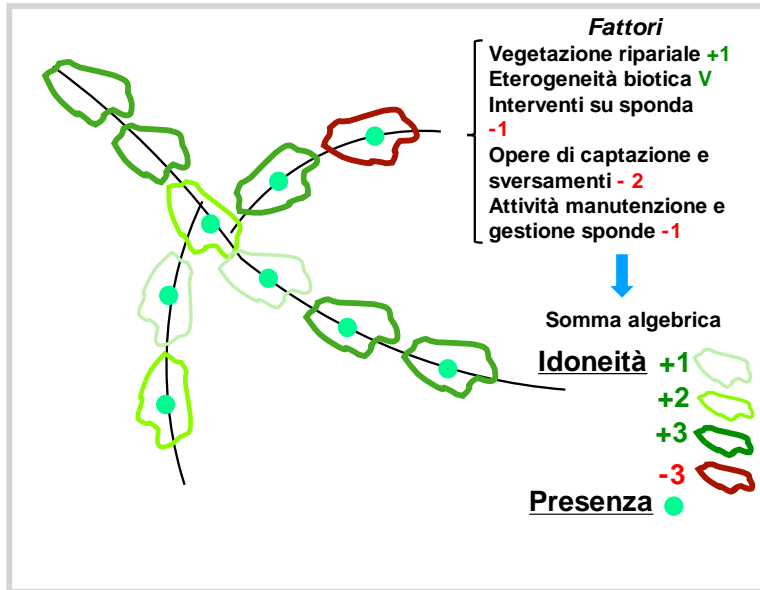 Fattori
Vegetazione ripariale +1
Eterogeneità biotica V
Interventi su sponda
-1
Opere di captazione e
sversamenti - 2
Attività manutenzione e
gestione sponde -1
Somma algebrica
Idoneità +1
+2
+3
-3
Presenza